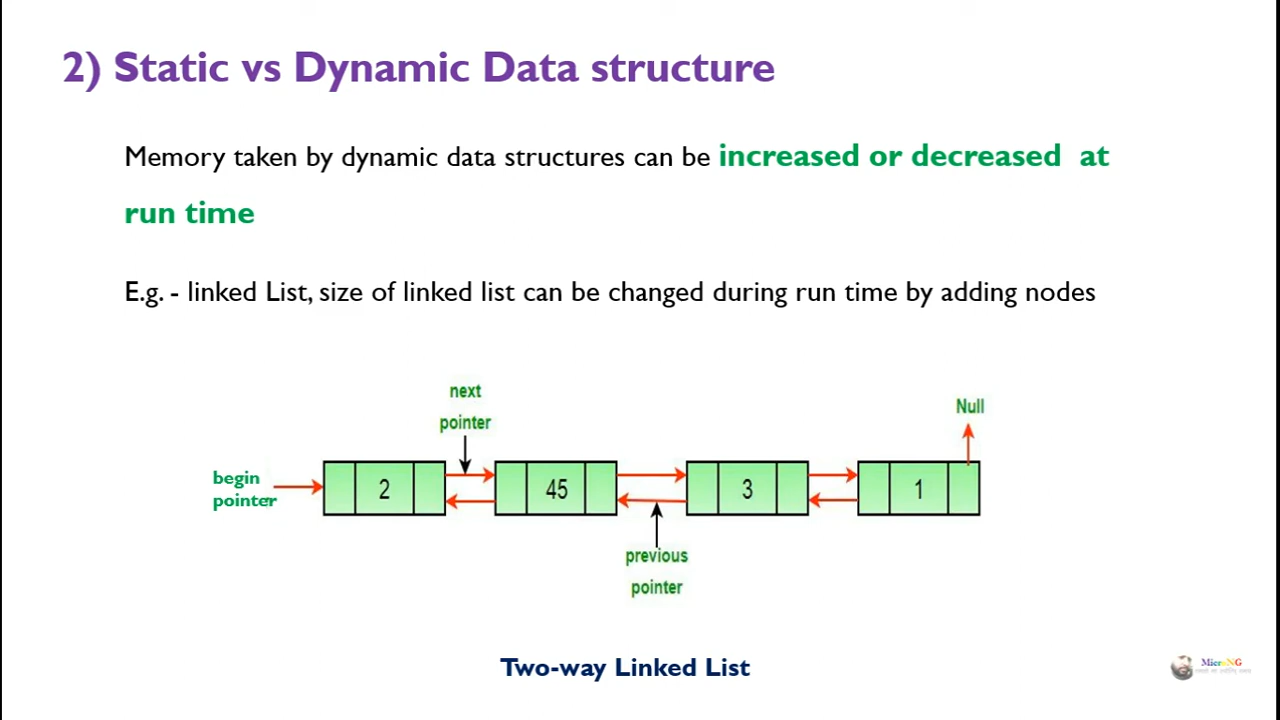 2) Static vs Dynamic Data structure
Memory taken by dynamic data structures can be increased or decreased at
run time
E.g. - linked List, size of linked list can be changed during run time by adding nodes
next
pointer
Null
begin
pointer
2
45
3
1
previous
pointer
Two-way Linked List
MicroNG